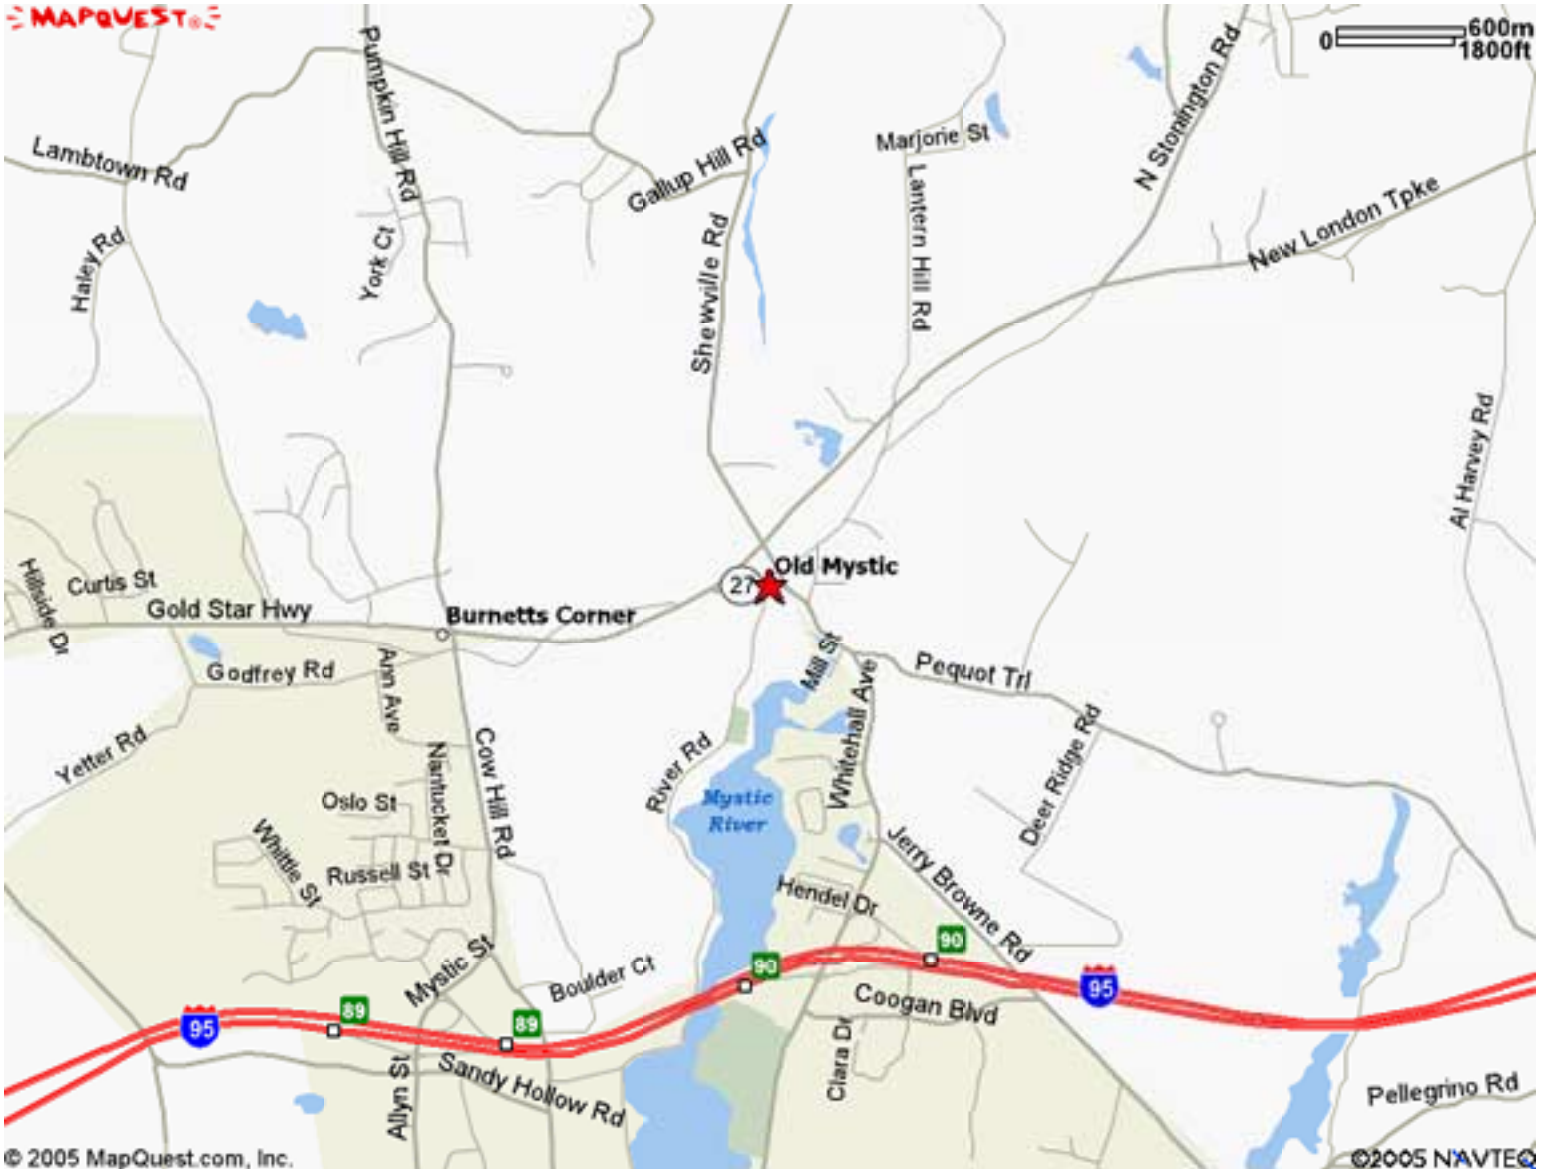 MAPQUEST®
600m
0
1800ft
Pumpkin Hill Rd
N Stonington Rd
Lambtown Rd
Gallup Hill Rd
Marjorie St
Lantern Hill Rd
New London Tpke
Haley Rd
York Ct
Shewville Rd
Al Harvey Rd
Hillside Dr
Curtis St
Gold Star Hwy
Burnetts Corner
27
Old Mystic
Godfrey Rd
Ann Ave
Mill St
Whitehall Ave
Pequot Trl
Yetter Rd
Nantucket Dr
Cow Hill Rd
River Rd
Deer Ridge Rd
Oslo St
Mystic
River
Whittle St
Russell St
Jerry Browne Rd
Hendel Dr
Mystic St
Boulder Ct
90
90
95
Coogan Blvd
89
95
89
Clara Dr
Allyn St
Sandy Hollow Rd
Pellegrino Rd
© 2005 MapQuest.com, Inc.
©2005 NAVTEQ